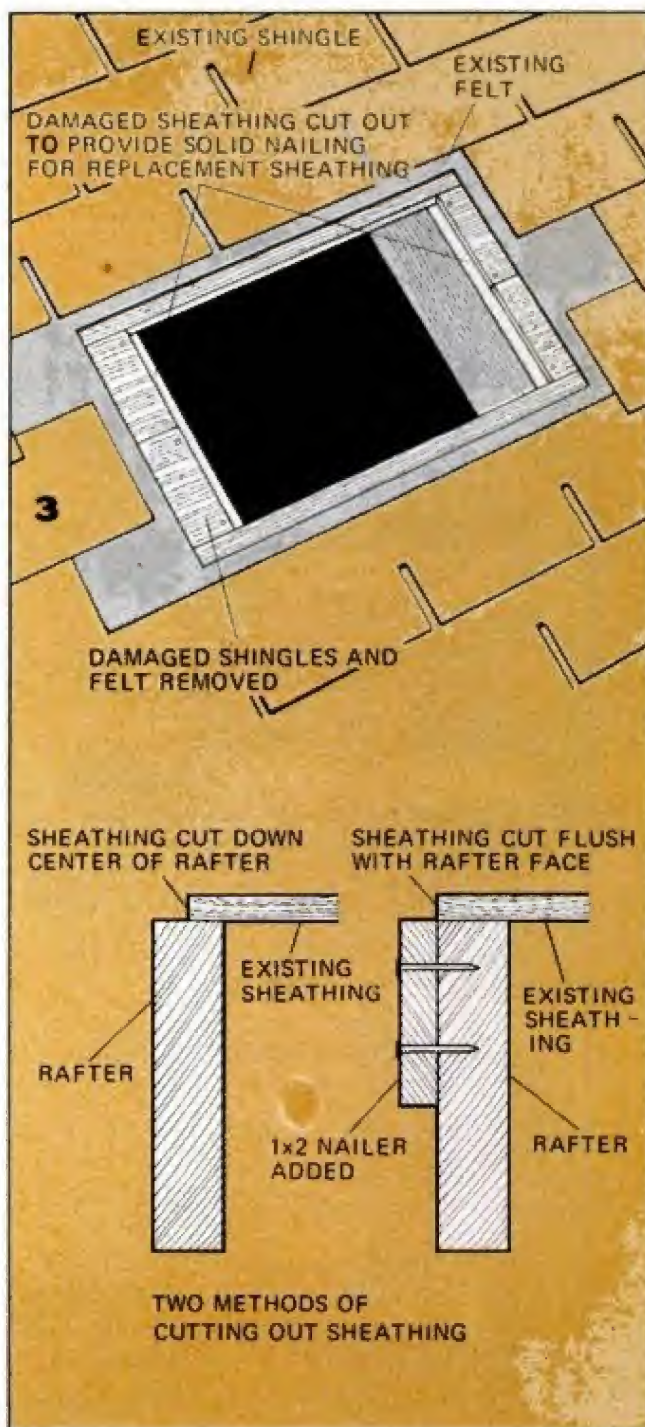 EXISTING SHINGLE
EXISTING
FELT
DAMAGED SHEATHING CUT OUT
TO PROVIDE SOLID NAILING
FOR REPLACEMENT SHEATHING
3
DAMAGED SHINGLES AND
FELT REMOVED
SHEATHING CUT DOWN
CENTER OF RAFTER
EXISTING
SHEATHING
RAFTER
SHEATHING CUT FLUSH
WITH RAFTER FACE
EXISTING
SHEATH-
ING
1x2 NAILER
ADDED
RAFTER
TWO METHODS OF
CUTTING OUT SHEATHING